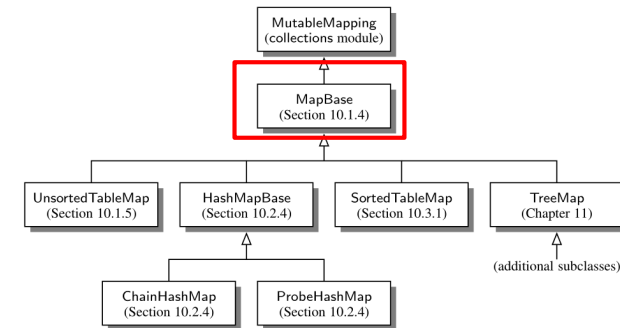 MutableMapping
(collections module)
MapBase
(Section 10.1.4)
UnsortedTableMap
(Section 10.1.5)
HashMapBase
(Section 10.2.4)
SortedTableMap
(Section 10.3.1)
TreeMap
(Chapter 11)
(additional subclasses)
ChainHashMap
(Section 10.2.4)
ProbeHashMap
(Section 10.2.4)